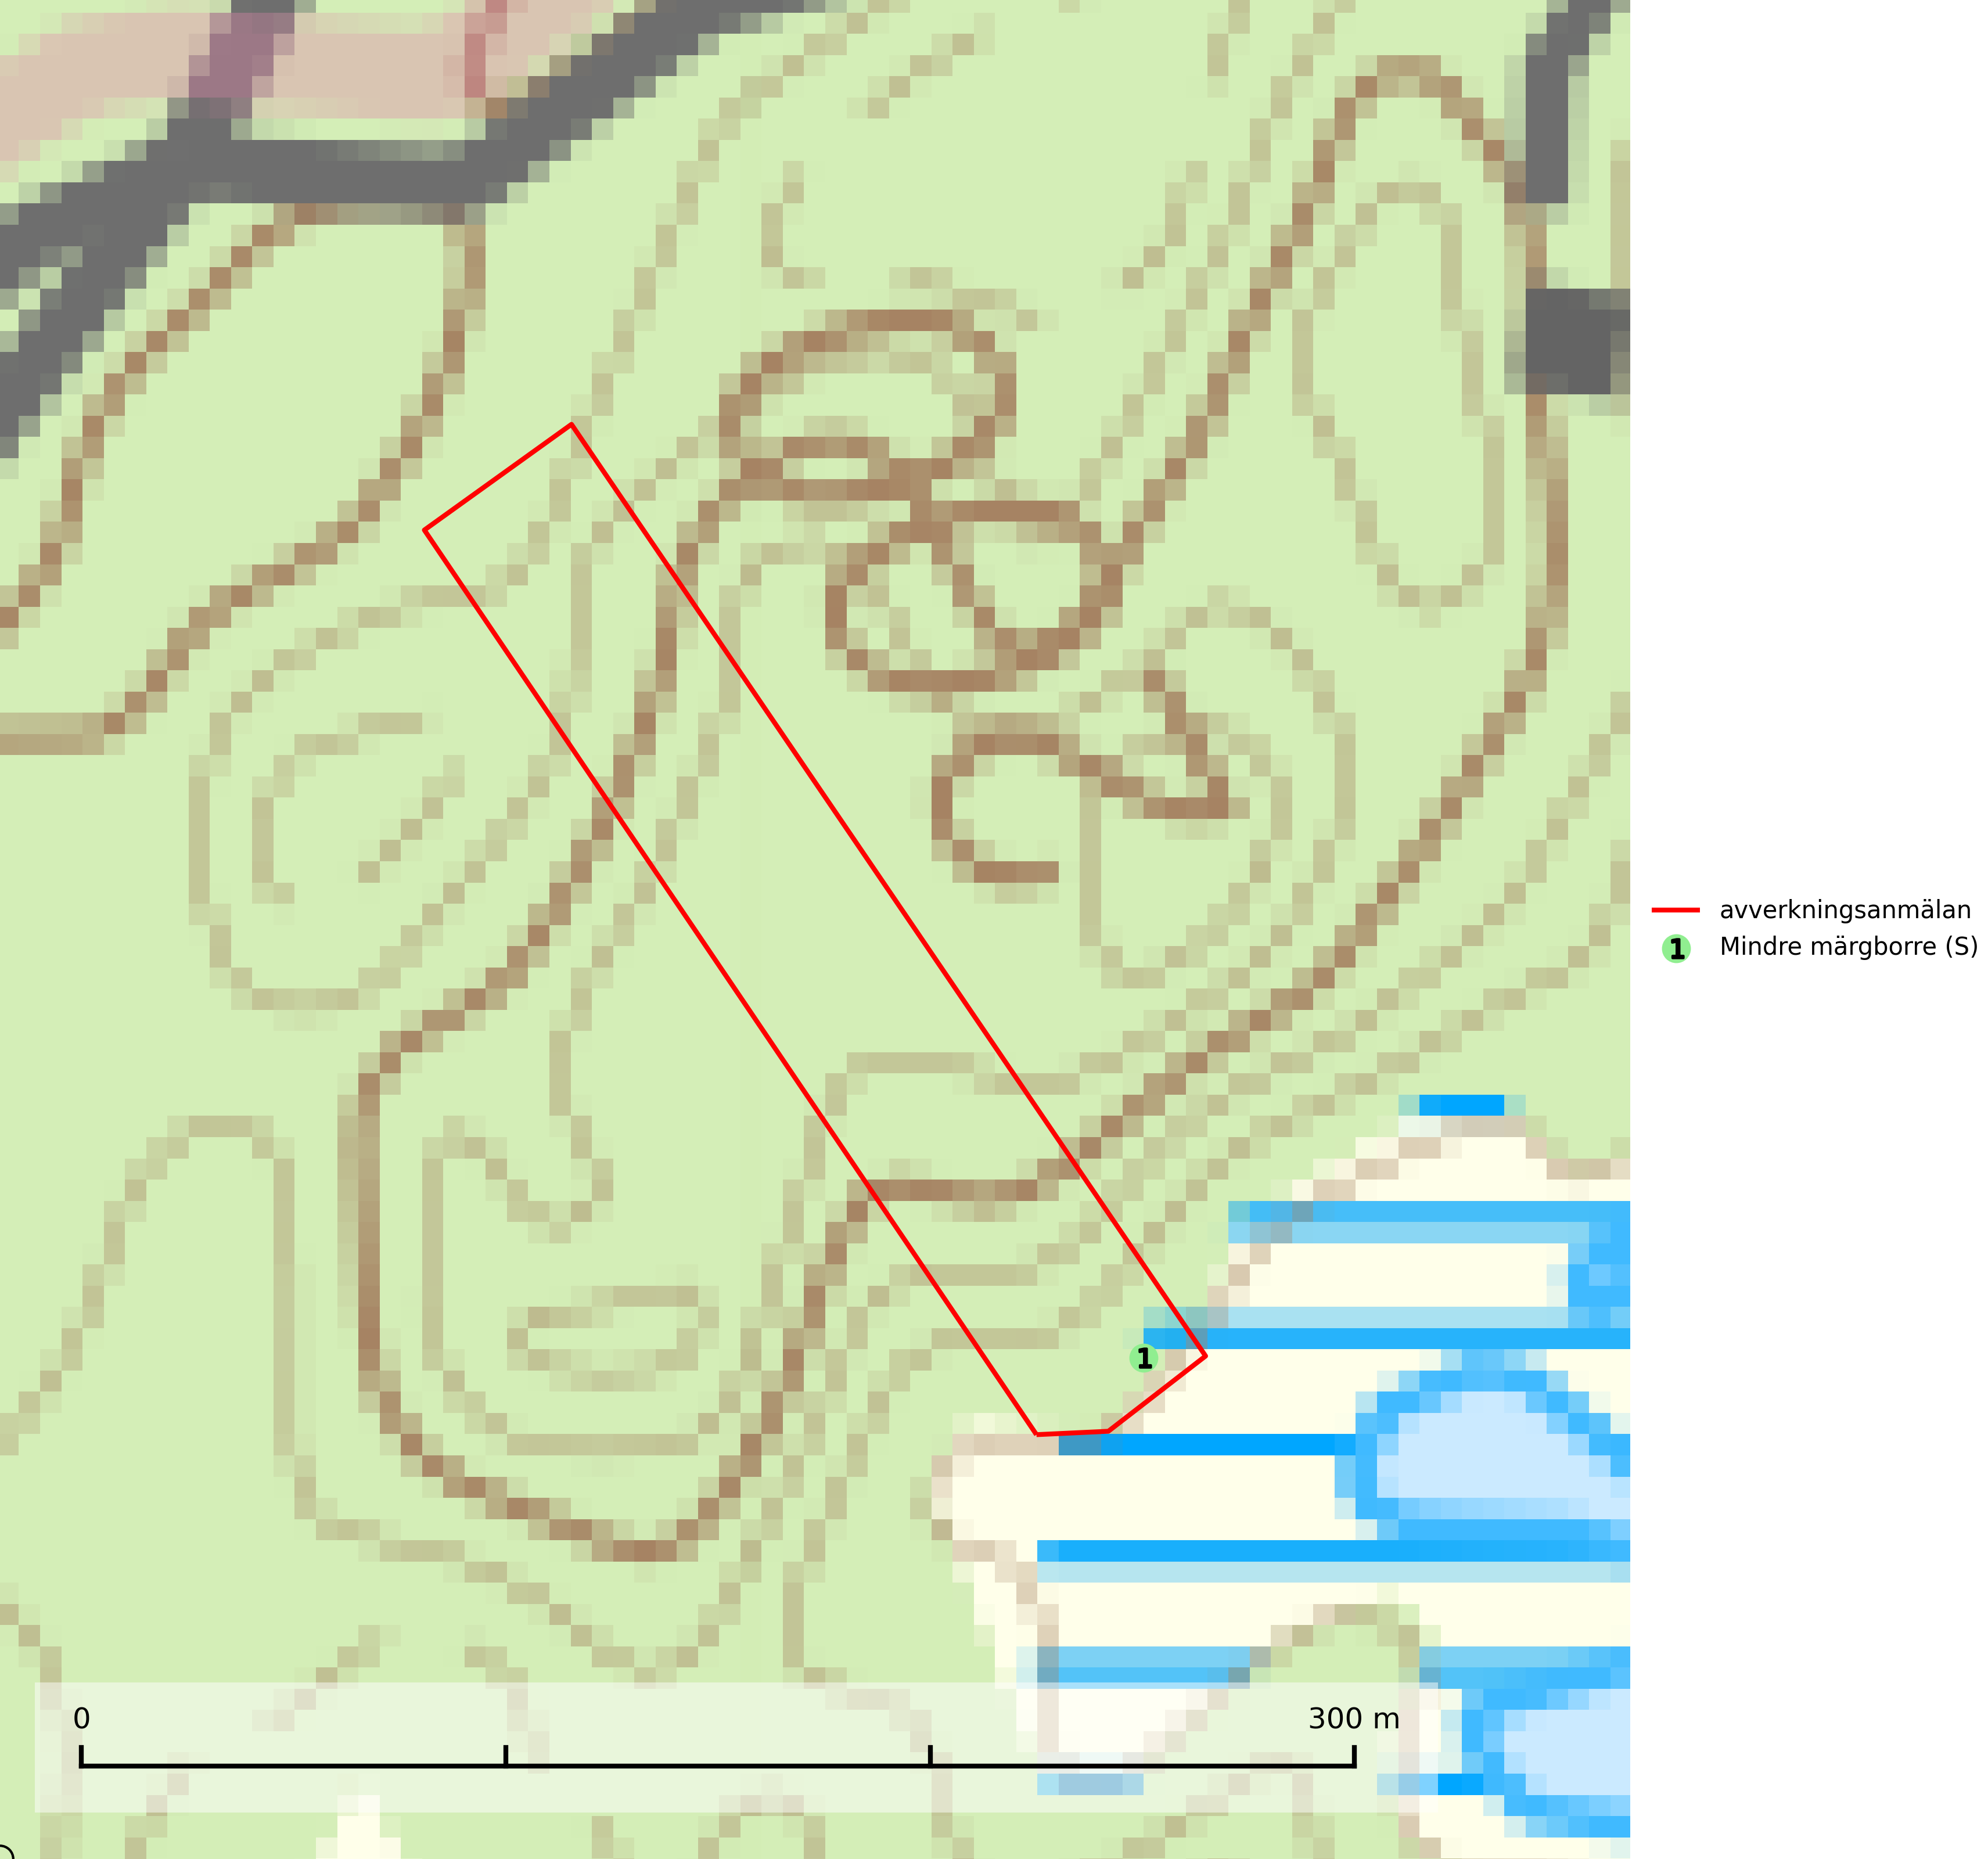 avverkningsanmälan
1 Mindre märgborre (S)
1
0 300 m